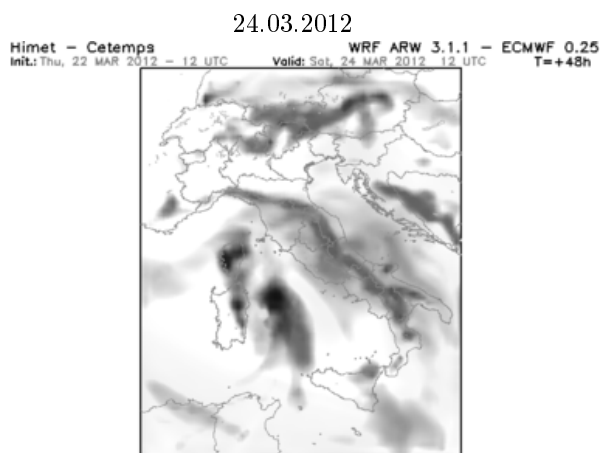 24.03.2012
Himet – Cetemps WRF ARW 3.1.1 – ECMWF 0.25
Init.: Thu, 22 MAR 2012 – 12 UTC Valid: Sat, 24 MAR 2012 12 UTC T=+48h